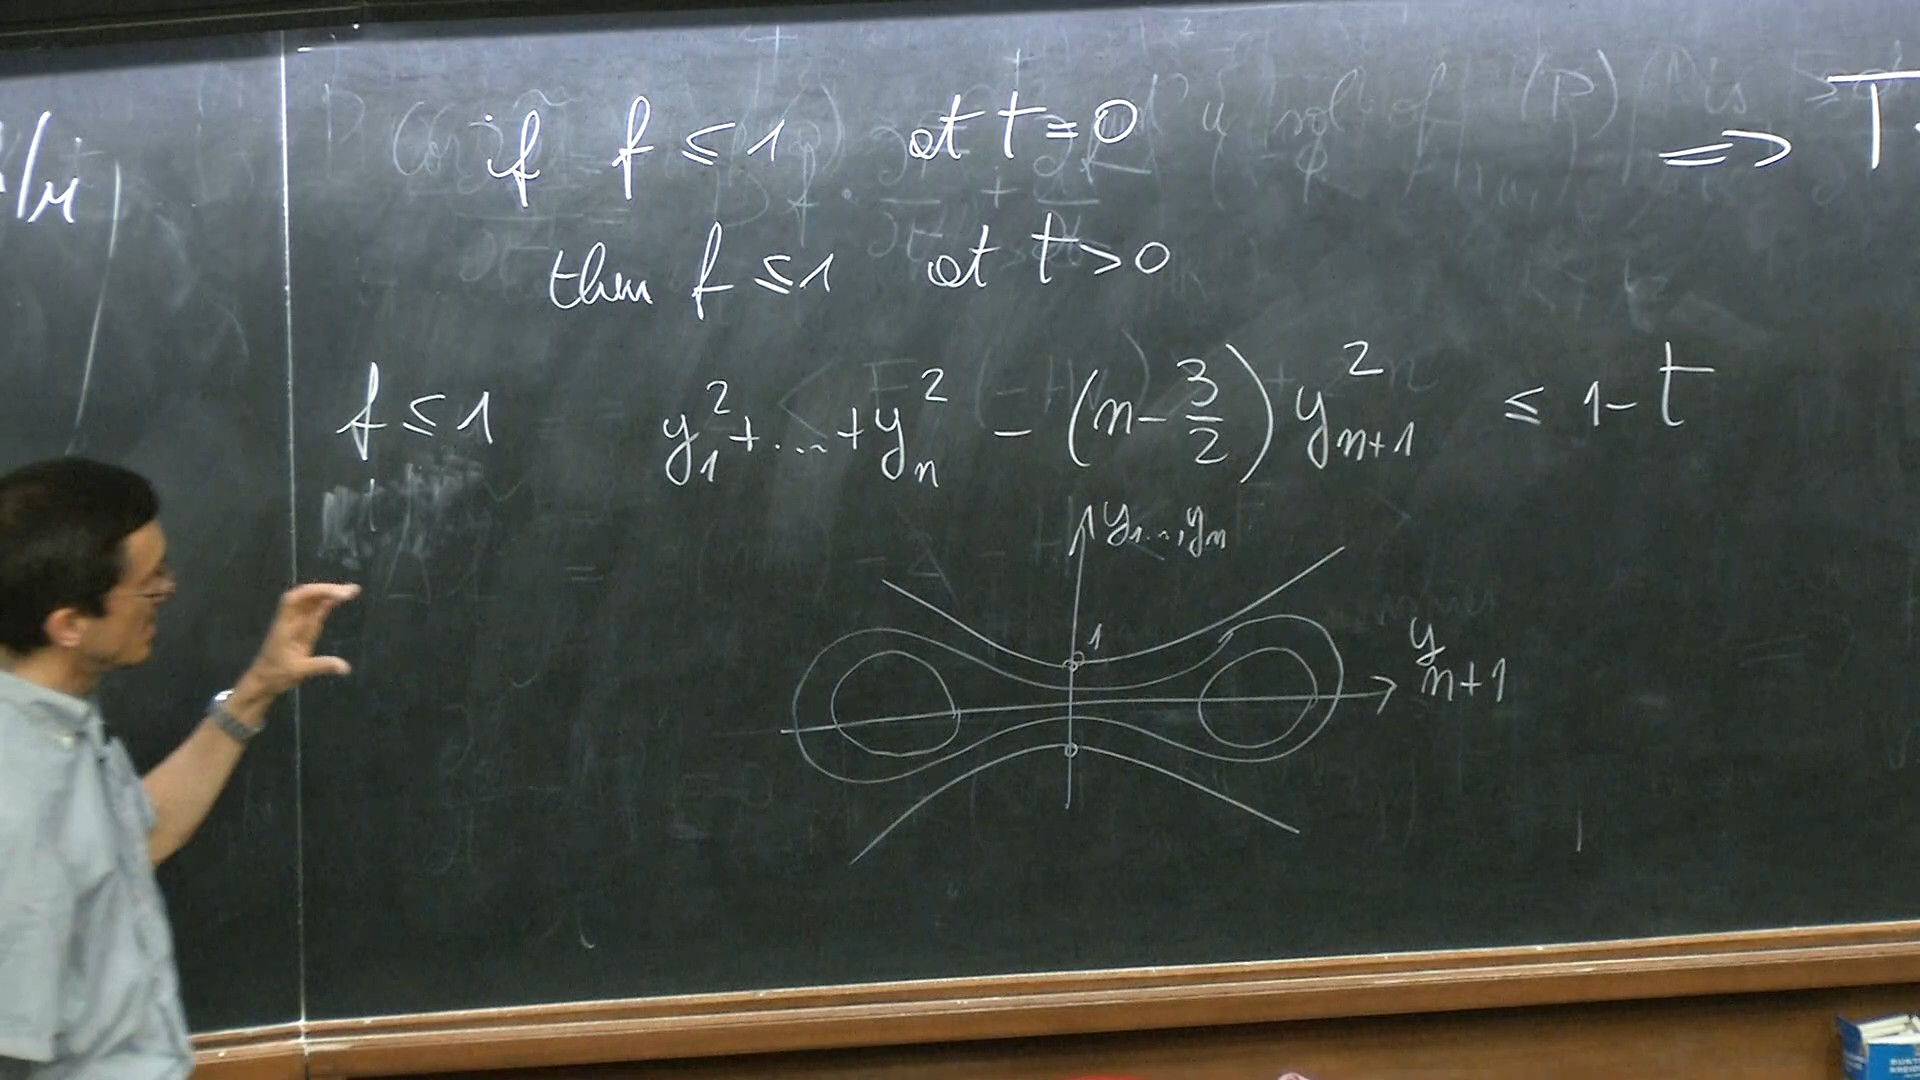 /μ
if f ≤ 1 at t = 0 ⟹ T
then f ≤ 1 at t > 0
f ≤ 1 y₁² + ... + yₙ² - (n - 3/2) yₙ₊₁² ≤ 1 - t
y₁..,yₙ
1
yₙ₊₁